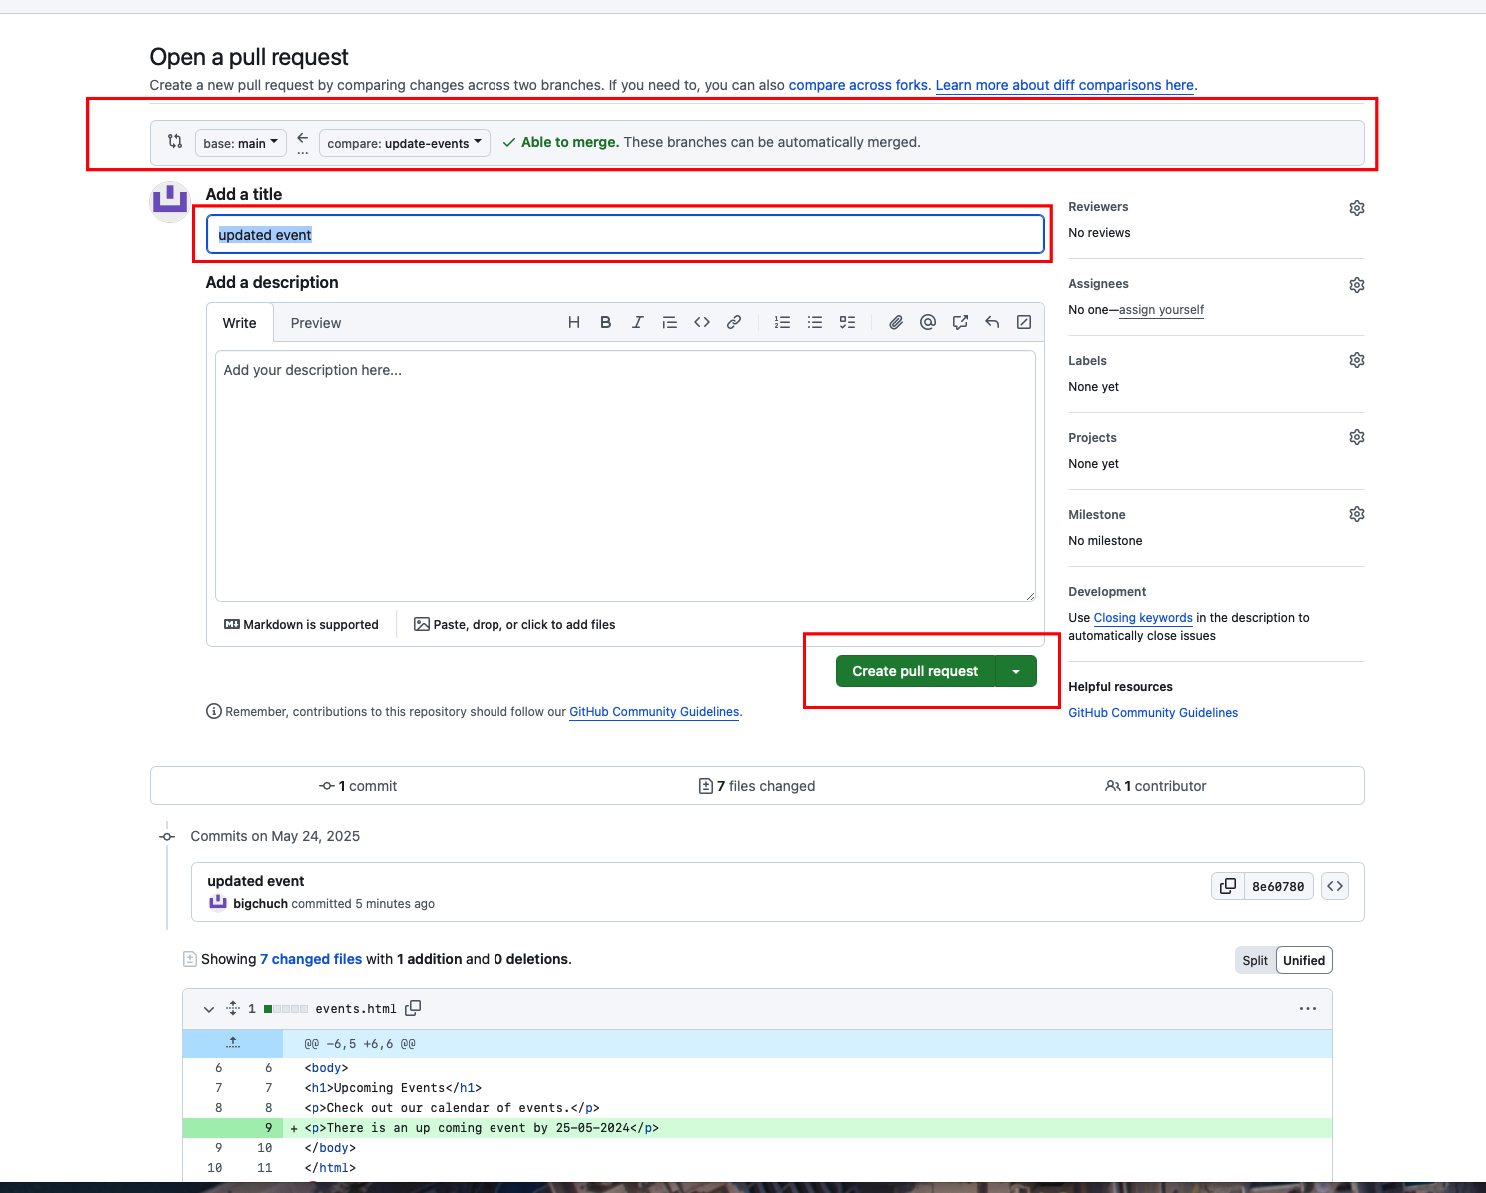 Open a pull request
Create a new pull request by comparing changes across two branches. If you need to, you can also compare across forks. Learn more about diff comparisons here.
base: main
...
compare: update-events
Able to merge. These branches can be automatically merged.
Add a title
updated event
Add a description
Write
Preview
Add your description here...
Markdown is supported
Paste, drop, or click to add files
Create pull request
Remember, contributions to this repository should follow our GitHub Community Guidelines.
Reviewers
No reviews
Assignees
No one—assign yourself
Labels
None yet
Projects
None yet
Milestone
No milestone
Development
Use Closing keywords in the description to
automatically close issues
Helpful resources
GitHub Community Guidelines
1 commit
7 files changed
1 contributor
Commits on May 24, 2025
updated event
bigchuch committed 5 minutes ago
8e60780
Showing 7 changed files with 1 addition and 0 deletions.
Split
Unified
1 events.html
@@ -6,5 +6,6 @@
6 6 <body>
7 7 <h1>Upcoming Events</h1>
8 8 <p>Check out our calendar of events.</p>
9 + <p>There is an up coming event by 25-05-2024</p>
9 10 </body>
10 11 </html>